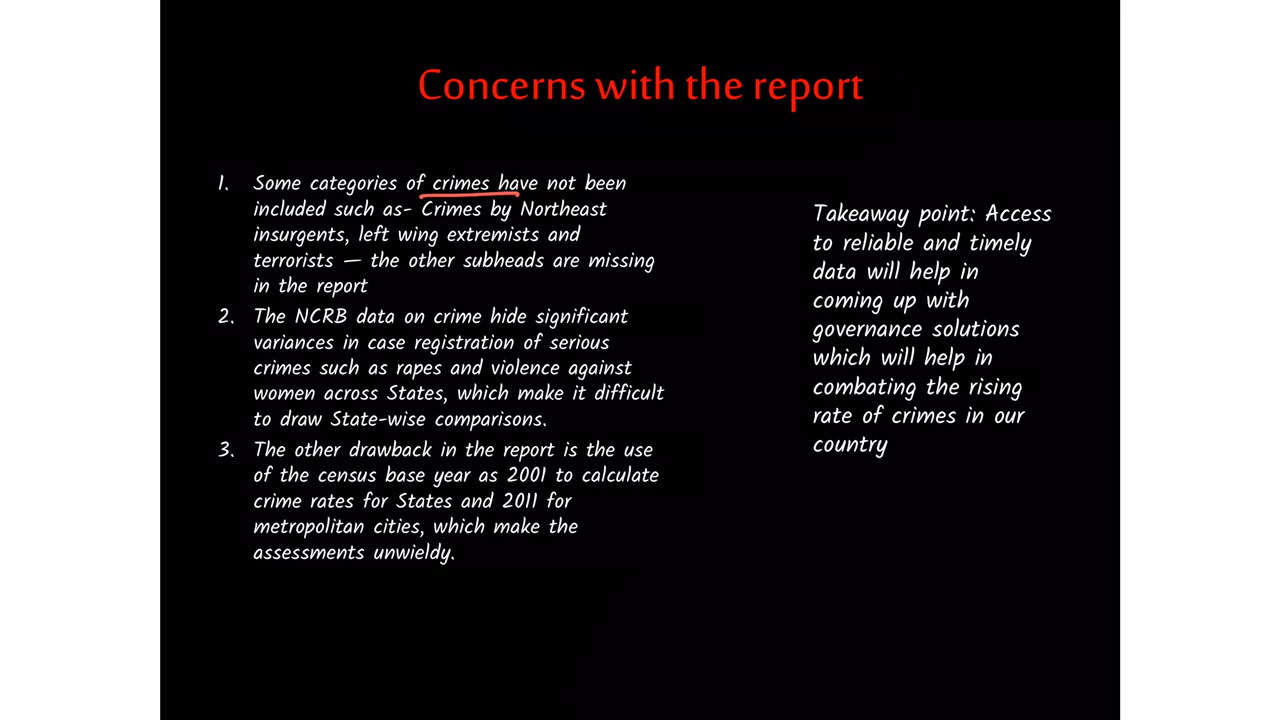 Concerns with the report
1. Some categories of crimes have not been
included such as- Crimes by Northeast
insurgents, left wing extremists and
terrorists — the other subheads are missing
in the report
2. The NCRB data on crime hide significant
variances in case registration of serious
crimes such as rapes and violence against
women across States, which make it difficult
to draw State-wise comparisons.
3. The other drawback in the report is the use
of the census base year as 2001 to calculate
crime rates for States and 2011 for
metropolitan cities, which make the
assessments unwieldy.
Takeaway point: Access
to reliable and timely
data will help in
coming up with
governance solutions
which will help in
combating the rising
rate of crimes in our
country